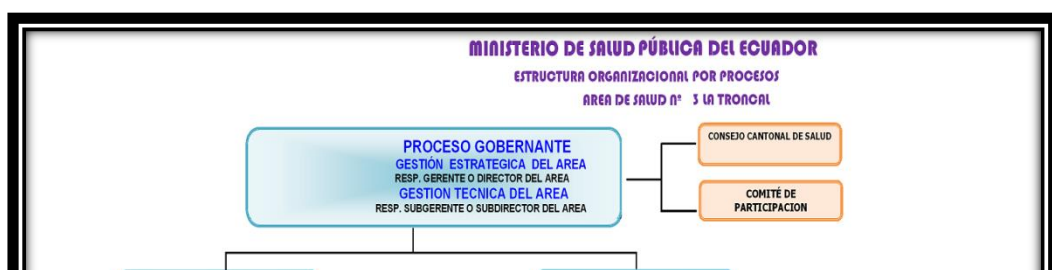 MINISTERIO DE SALUD PÚBLICA DEL ECUADOR
ESTRUCTURA ORGANIZACIONAL POR PROCESOS
AREA DE SALUD nº 3 LA TRONCAL
PROCESO GOBERNANTE
GESTIÓN ESTRATEGICA DEL AREA
RESP. GERENTE O DIRECTOR DEL AREA
GESTION TECNICA DEL AREA
RESP. SUBGERENTE O SUBDIRECTOR DEL AREA
CONSEJO CANTONAL DE SALUD
COMITÉ DE
PARTICIPACION